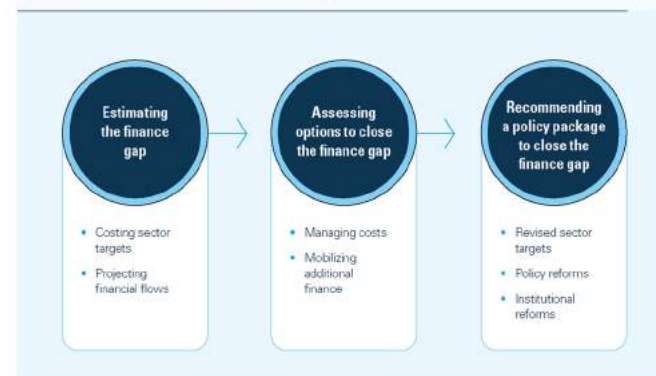 Estimating
the finance
gap
Assessing
options to close
the finance gap
Recommending
a policy package
to close the
finance gap
• Costing sector
targets
• Projecting
financial flows
• Managing costs
• Mobilizing
additional
finance
• Revised sector
targets
• Policy reforms
• Institutional
reforms